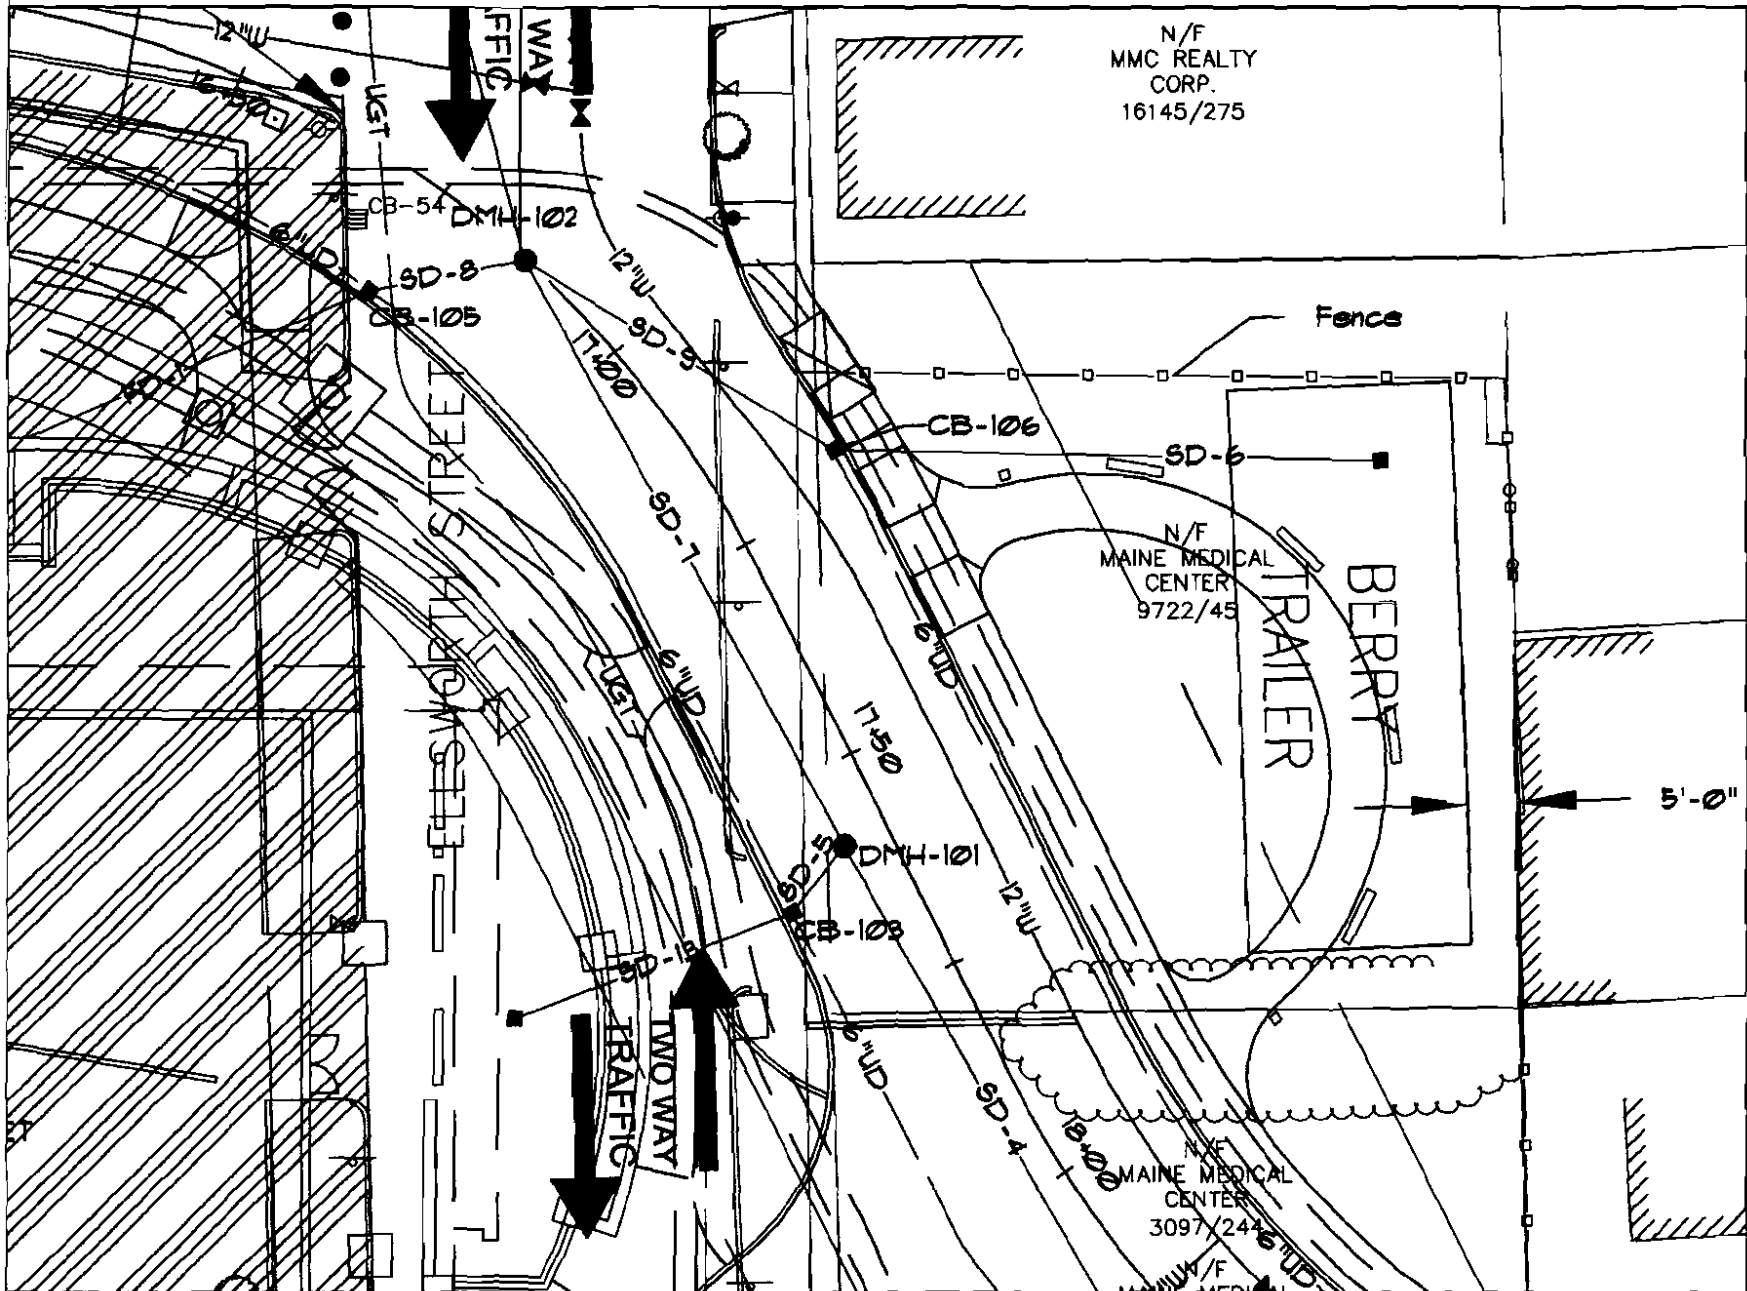 12"W
UGT
FFIC
WAY
N/F
MMC REALTY
CORP.
16145/275
CB-54
DMH-102
6"UD
SD-8
CB-105
12"W
SD-9
17+00
Fence
CB-106
SD-6
STREET
SD-7
N/F
MAINE MEDICAL
CENTER
9722/45
BERRY
TRAILER
ELLSWORTH
UGT
6"UD
6"UD
17+50
5'-0"
SD-5
DMH-101
CB-103
12"W
SD-13
TWO WAY
TRAFFIC
6"UD
SD-4
18+00
N/F
MAINE MEDICAL
CENTER
3097/244
6"UD
N/F